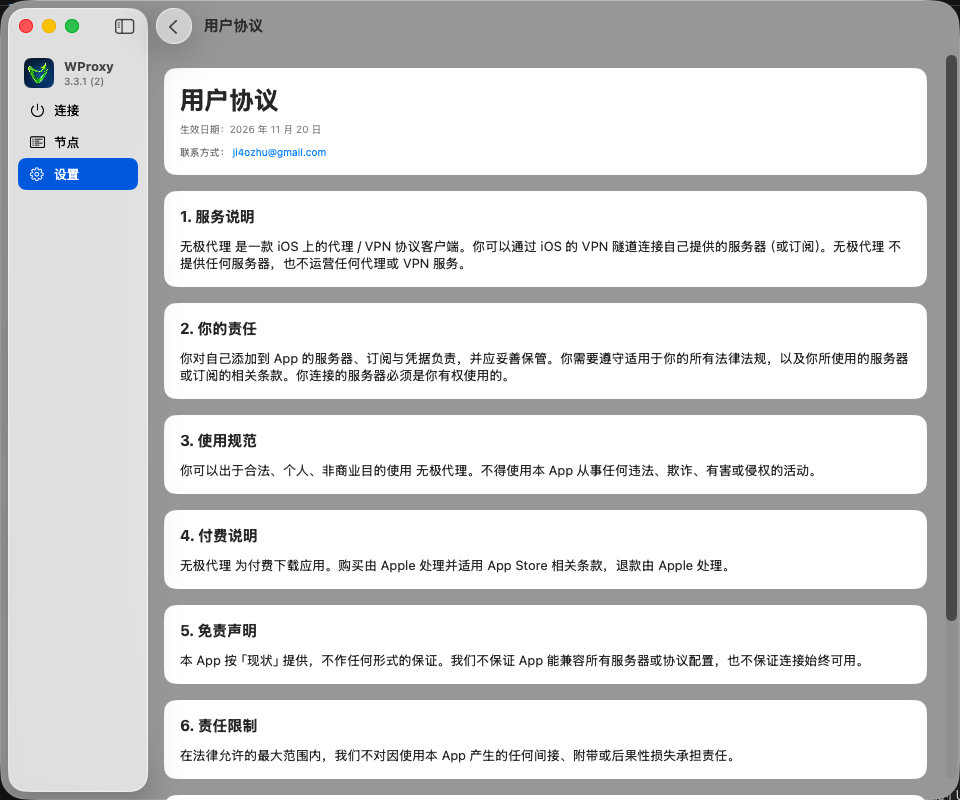 用户协议
WProxy
3.3.1 (2)
连接
节点
设置
用户协议
生效日期：2026 年 11 月 20 日
联系方式： ji4ozhu@gmail.com
1. 服务说明
无极代理 是一款 iOS 上的代理 / VPN 协议客户端。你可以通过 iOS 的 VPN 隧道连接自己提供的服务器（或订阅）。无极代理 不
提供任何服务器，也不运营任何代理或 VPN 服务。
2. 你的责任
你对自己添加到 App 的服务器、订阅与凭据负责，并应妥善保管。你需要遵守适用于你的所有法律法规，以及你所使用的服务器
或订阅的相关条款。你连接的服务器必须是你有权使用的。
3. 使用规范
你可以出于合法、个人、非商业目的使用 无极代理。不得使用本 App 从事任何违法、欺诈、有害或侵权的活动。
4. 付费说明
无极代理 为付费下载应用。购买由 Apple 处理并适用 App Store 相关条款，退款由 Apple 处理。
5. 免责声明
本 App 按「现状」提供，不作任何形式的保证。我们不保证 App 能兼容所有服务器或协议配置，也不保证连接始终可用。
6. 责任限制
在法律允许的最大范围内，我们不对因使用本 App 产生的任何间接、附带或后果性损失承担责任。